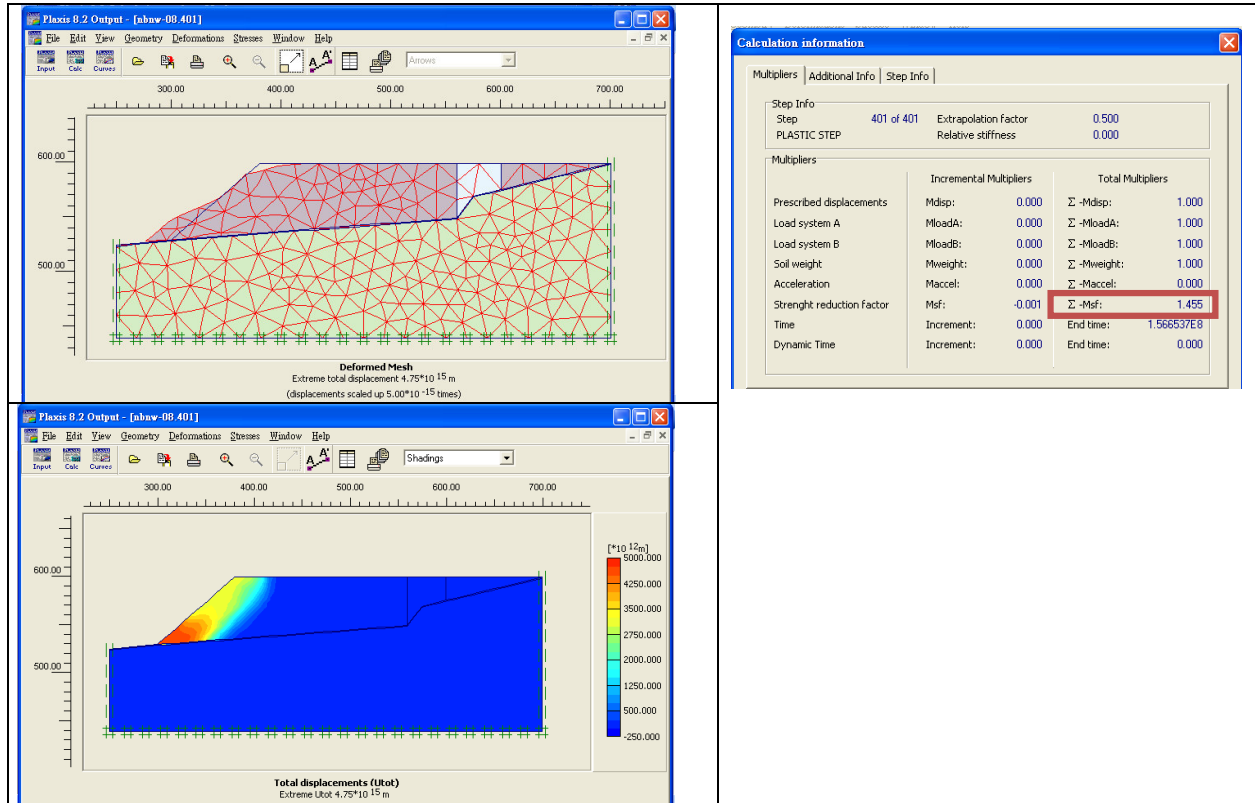 Plaxis 8.2 Output - [nbnw-08.401]
File Edit View Geometry Deformations Stresses Window Help
Input Calc Curves Arrows
300.00 400.00 500.00 600.00 700.00
600.00
500.00
Deformed Mesh
Extreme total displacement 4.75*10 15 m
(displacements scaled up 5.00*10 -15 times)
Calculation information
Multipliers Additional Info Step Info
Step Info
Step 401 of 401 Extrapolation factor 0.500
PLASTIC STEP Relative stiffness 0.000
Multipliers
Incremental Multipliers Total Multipliers
Prescribed displacements Mdisp: 0.000 Σ -Mdisp: 1.000
Load system A MloadA: 0.000 Σ -MloadA: 1.000
Load system B MloadB: 0.000 Σ -MloadB: 1.000
Soil weight Mweight: 0.000 Σ -Mweight: 1.000
Acceleration Maccel: 0.000 Σ -Maccel: 0.000
Strenght reduction factor Msf: -0.001 Σ -Msf: 1.455
Time Increment: 0.000 End time: 1.566537E8
Dynamic Time Increment: 0.000 End time: 0.000
Plaxis 8.2 Output - [nbnw-08.401]
File Edit View Geometry Deformations Stresses Window Help
Input Calc Curves Shadings
300.00 400.00 500.00 600.00 700.00
600.00
500.00
[*10 12m]
5000.000
4250.000
3500.000
2750.000
2000.000
1250.000
500.000
-250.000
Total displacements (Utot)
Extreme Utot 4.75*10 15 m